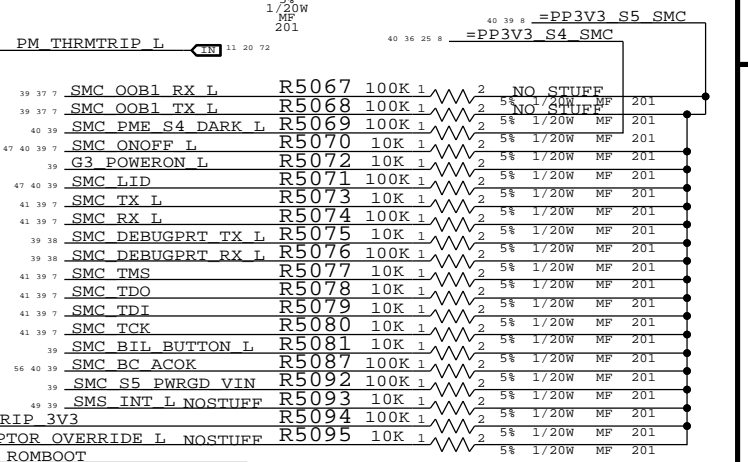 5%
1/20W
MF
201
40 39 8 =PP3V3_S5_SMC
PM_THRMTRIP_L IN 11 20 72
40 36 25 8 =PP3V3_S4_SMC
39 37 7 SMC_OOB1_RX_L R5067 100K 1 2 NO STUFF
5% 1/20W MF 201
39 37 7 SMC_OOB1_TX_L R5068 100K 1 2 NO STUFF
5% 1/20W MF 201
40 39 SMC_PME_S4_DARK_L R5069 100K 1 2
5% 1/20W MF 201
47 40 39 7 SMC_ONOFF_L R5070 10K 1 2
5% 1/20W MF 201
39 G3_POWERON_L R5072 10K 1 2
5% 1/20W MF 201
47 40 39 SMC_LID R5071 100K 1 2
5% 1/20W MF 201
41 39 7 SMC_TX_L R5073 10K 1 2
5% 1/20W MF 201
41 39 7 SMC_RX_L R5074 100K 1 2
5% 1/20W MF 201
39 38 SMC_DEBUGPRT_TX_L R5075 10K 1 2
5% 1/20W MF 201
39 38 SMC_DEBUGPRT_RX_L R5076 100K 1 2
5% 1/20W MF 201
41 39 7 SMC_TMS R5077 10K 1 2
5% 1/20W MF 201
41 39 7 SMC_TDO R5078 10K 1 2
5% 1/20W MF 201
41 39 7 SMC_TDI R5079 10K 1 2
5% 1/20W MF 201
41 39 7 SMC_TCK R5080 10K 1 2
5% 1/20W MF 201
39 SMC_BIL_BUTTON_L R5081 10K 1 2
5% 1/20W MF 201
56 40 39 SMC_BC_ACOK R5087 100K 1 2
5% 1/20W MF 201
39 SMC_S5_PWRGD_VIN R5092 100K 1 2
5% 1/20W MF 201
49 39 SMS_INT_L NOSTUFF R5093 10K 1 2
5% 1/20W MF 201
RIP_3V3 R5094 100K 1 2
5% 1/20W MF 201
PTOR_OVERRIDE_L NOSTUFF R5095 10K 1 2
5% 1/20W MF 201
ROMBOOT